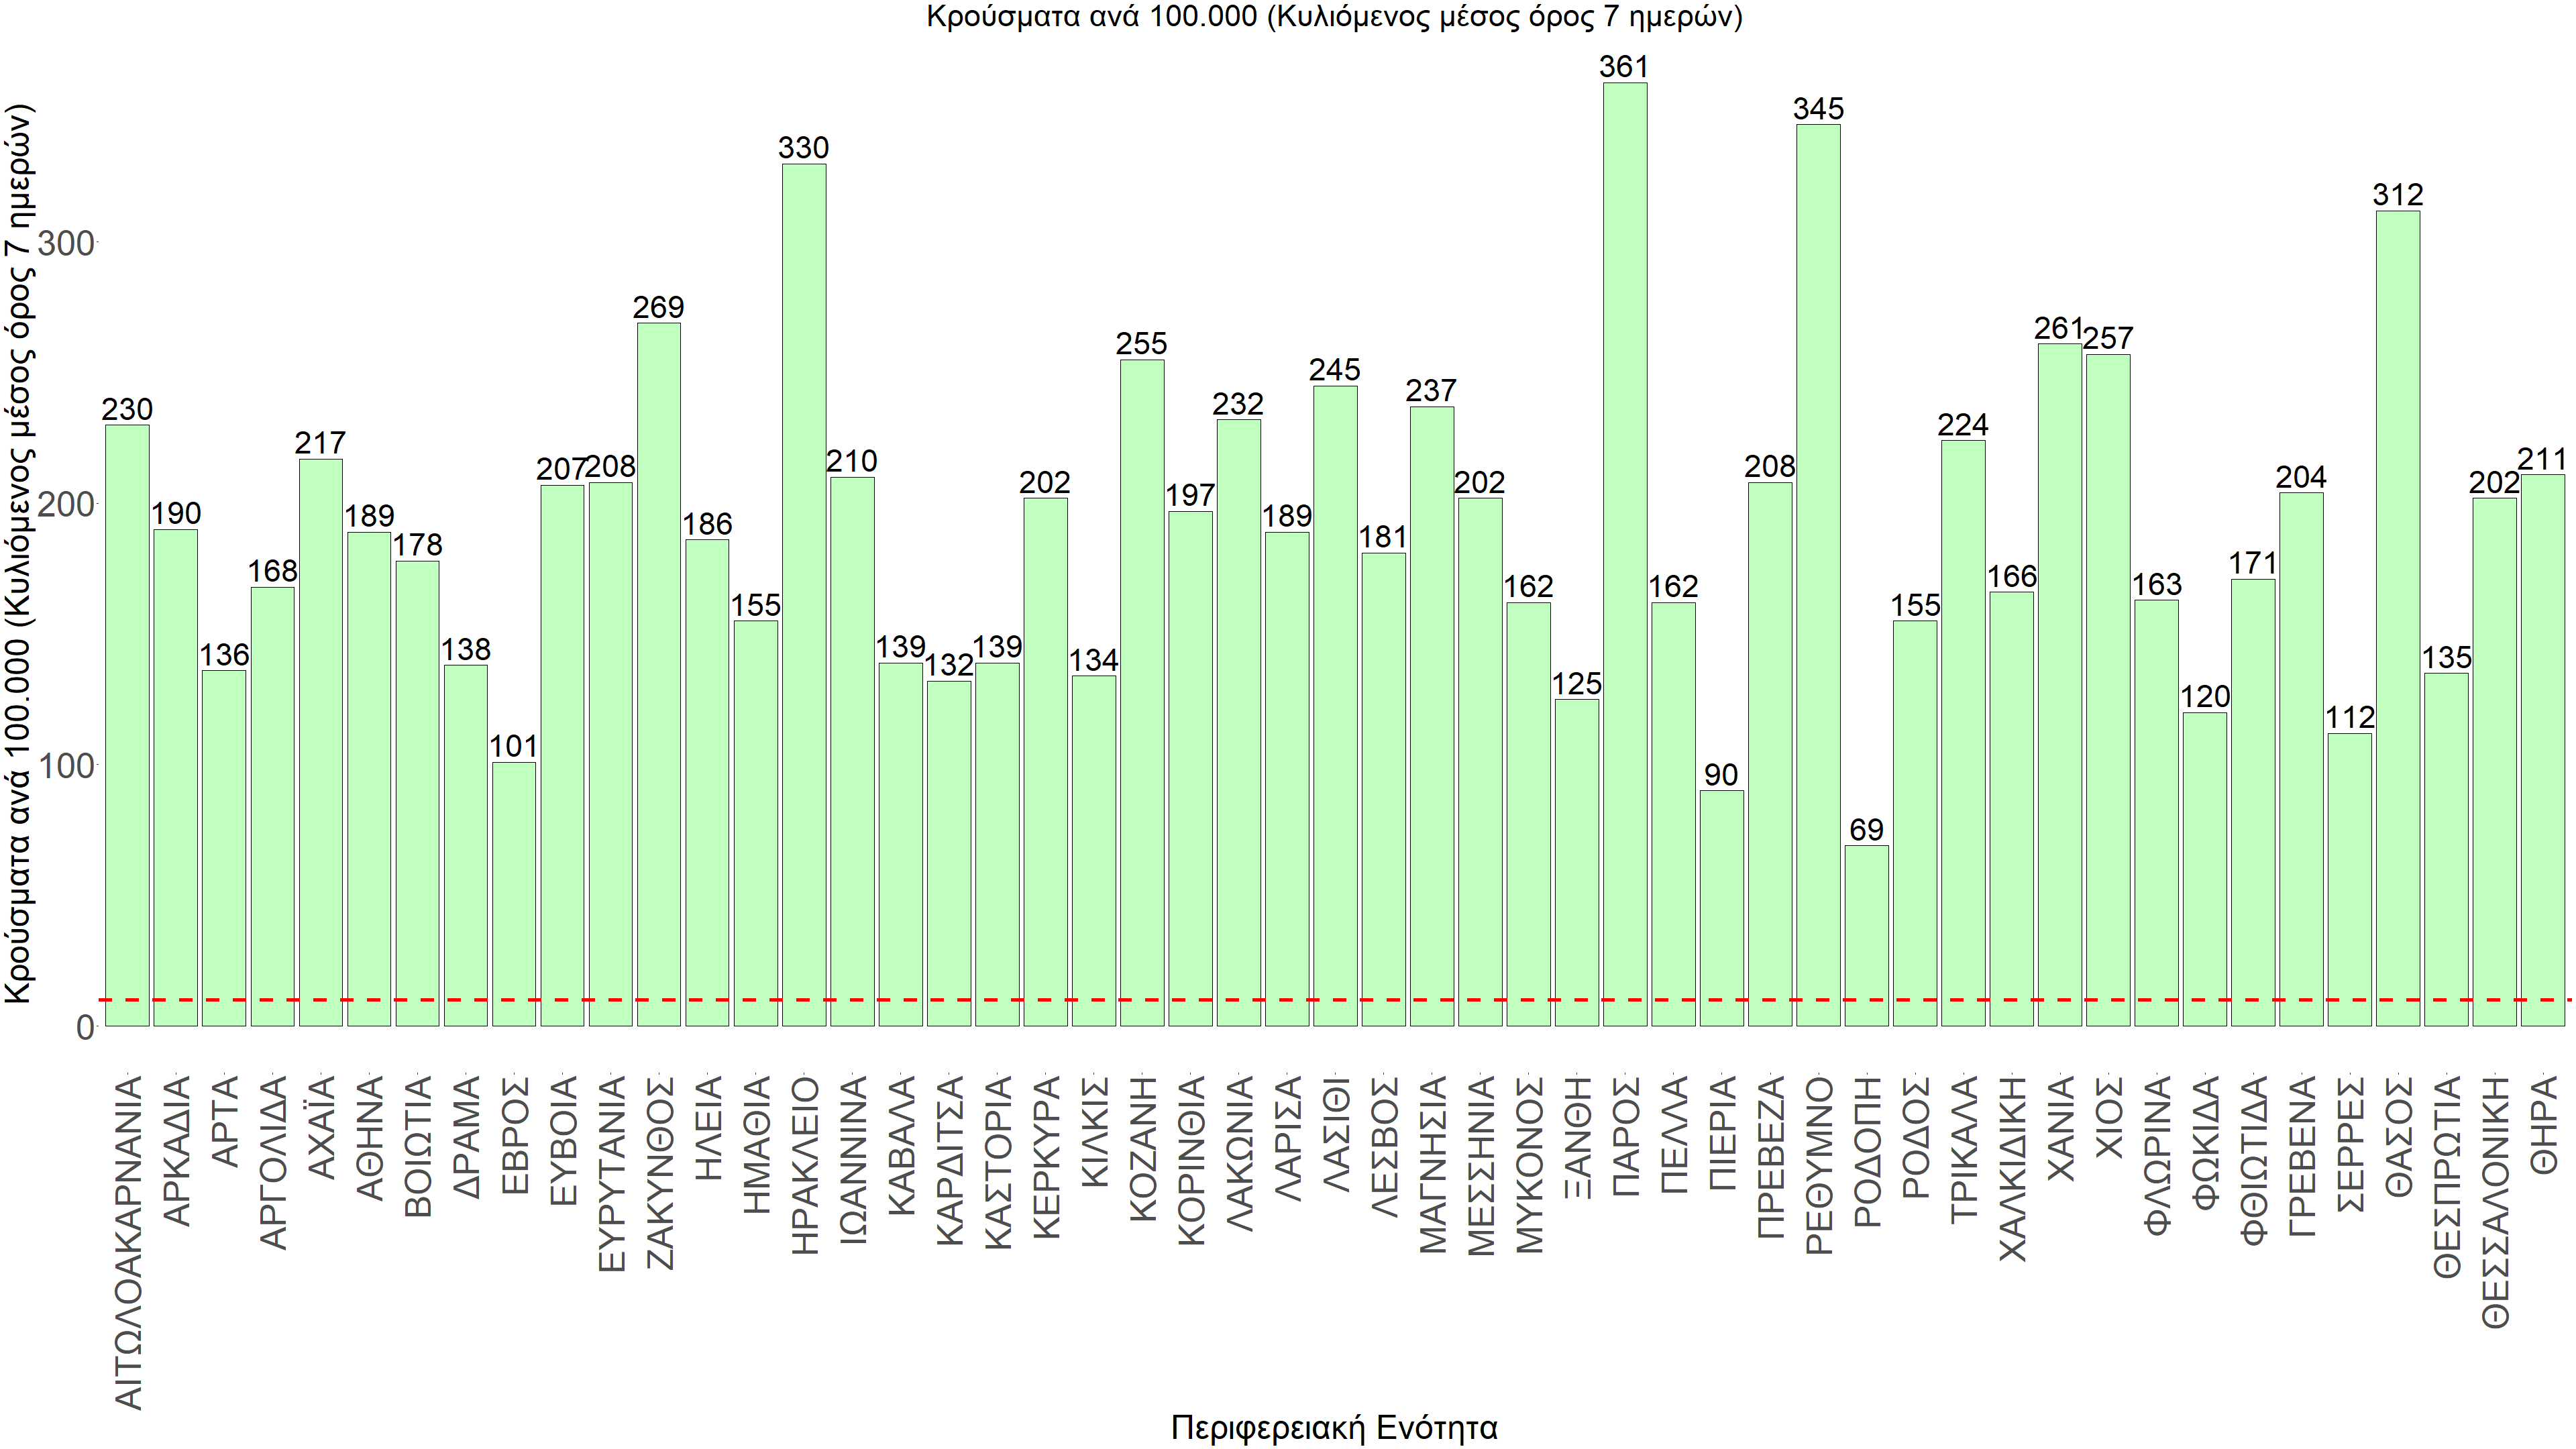 Κρούσματα ανά 100.000 (Κυλιόμενος μέσος όρος 7 ημερών)
Κρούσματα ανά 100.000 (Κυλιόμενος μέσος όρος 7 ημερών)
300
200
100
0
230
190
136
168
217
189
178
138
101
207
208
269
186
155
330
210
139
132
139
202
134
255
197
232
189
245
181
237
202
162
125
361
162
90
208
345
69
155
224
166
261
257
163
120
171
204
112
312
135
202
211
ΑΙΤΩΛΟΑΚΑΡΝΑΝΙΑ
ΑΡΚΑΔΙΑ
ΑΡΤΑ
ΑΡΓΟΛΙΔΑ
ΑΧΑΪΑ
ΑΘΗΝΑ
ΒΟΙΩΤΙΑ
ΔΡΑΜΑ
ΕΒΡΟΣ
ΕΥΒΟΙΑ
ΕΥΡΥΤΑΝΙΑ
ΖΑΚΥΝΘΟΣ
ΗΛΕΙΑ
ΗΜΑΘΙΑ
ΗΡΑΚΛΕΙΟ
ΙΩΑΝΝΙΝΑ
ΚΑΒΑΛΑ
ΚΑΡΔΙΤΣΑ
ΚΑΣΤΟΡΙΑ
ΚΕΡΚΥΡΑ
ΚΙΛΚΙΣ
ΚΟΖΑΝΗ
ΚΟΡΙΝΘΙΑ
ΛΑΚΩΝΙΑ
ΛΑΡΙΣΑ
ΛΑΣΙΘΙ
ΛΕΣΒΟΣ
ΜΑΓΝΗΣΙΑ
ΜΕΣΣΗΝΙΑ
ΜΥΚΟΝΟΣ
ΞΑΝΘΗ
ΠΑΡΟΣ
ΠΕΛΛΑ
ΠΙΕΡΙΑ
ΠΡΕΒΕΖΑ
ΡΕΘΥΜΝΟ
ΡΟΔΟΠΗ
ΡΟΔΟΣ
ΤΡΙΚΑΛΑ
ΧΑΛΚΙΔΙΚΗ
ΧΑΝΙΑ
ΧΙΟΣ
ΦΛΩΡΙΝΑ
ΦΩΚΙΔΑ
ΦΘΙΩΤΙΔΑ
ΓΡΕΒΕΝΑ
ΣΕΡΡΕΣ
ΘΑΣΟΣ
ΘΕΣΠΡΩΤΙΑ
ΘΕΣΣΑΛΟΝΙΚΗ
ΘΗΡΑ
Περιφερειακή Ενότητα